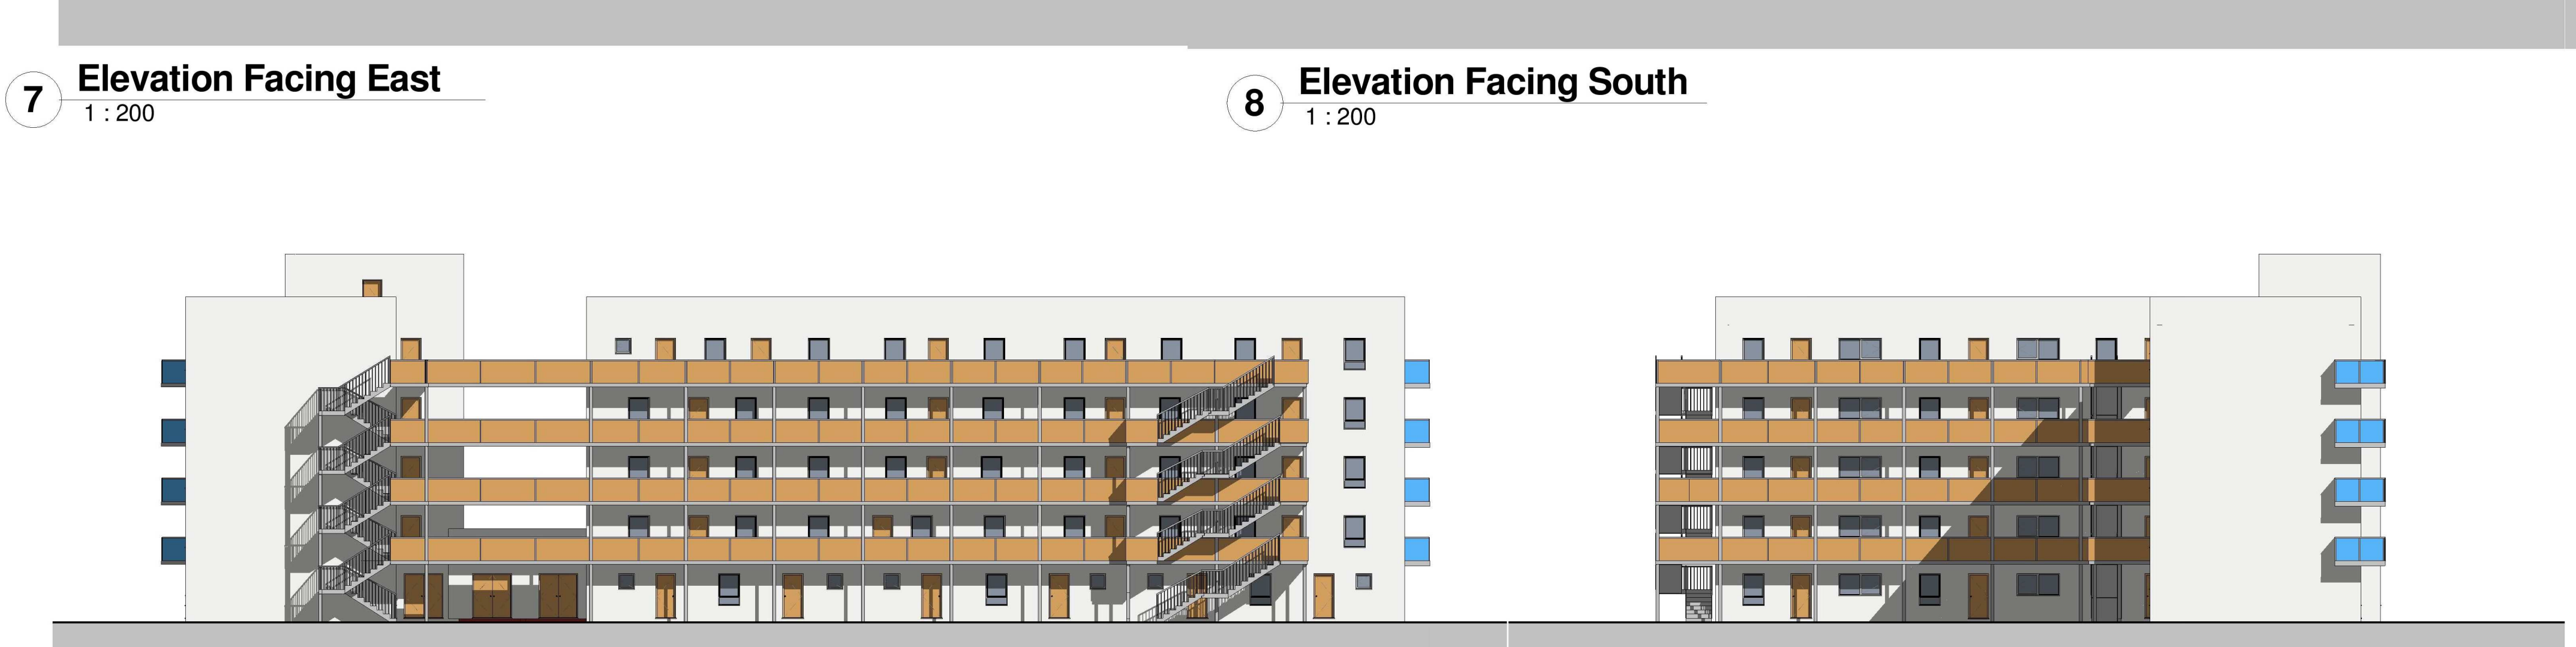 7
Elevation Facing East
1 : 200
8
Elevation Facing South
1 : 200